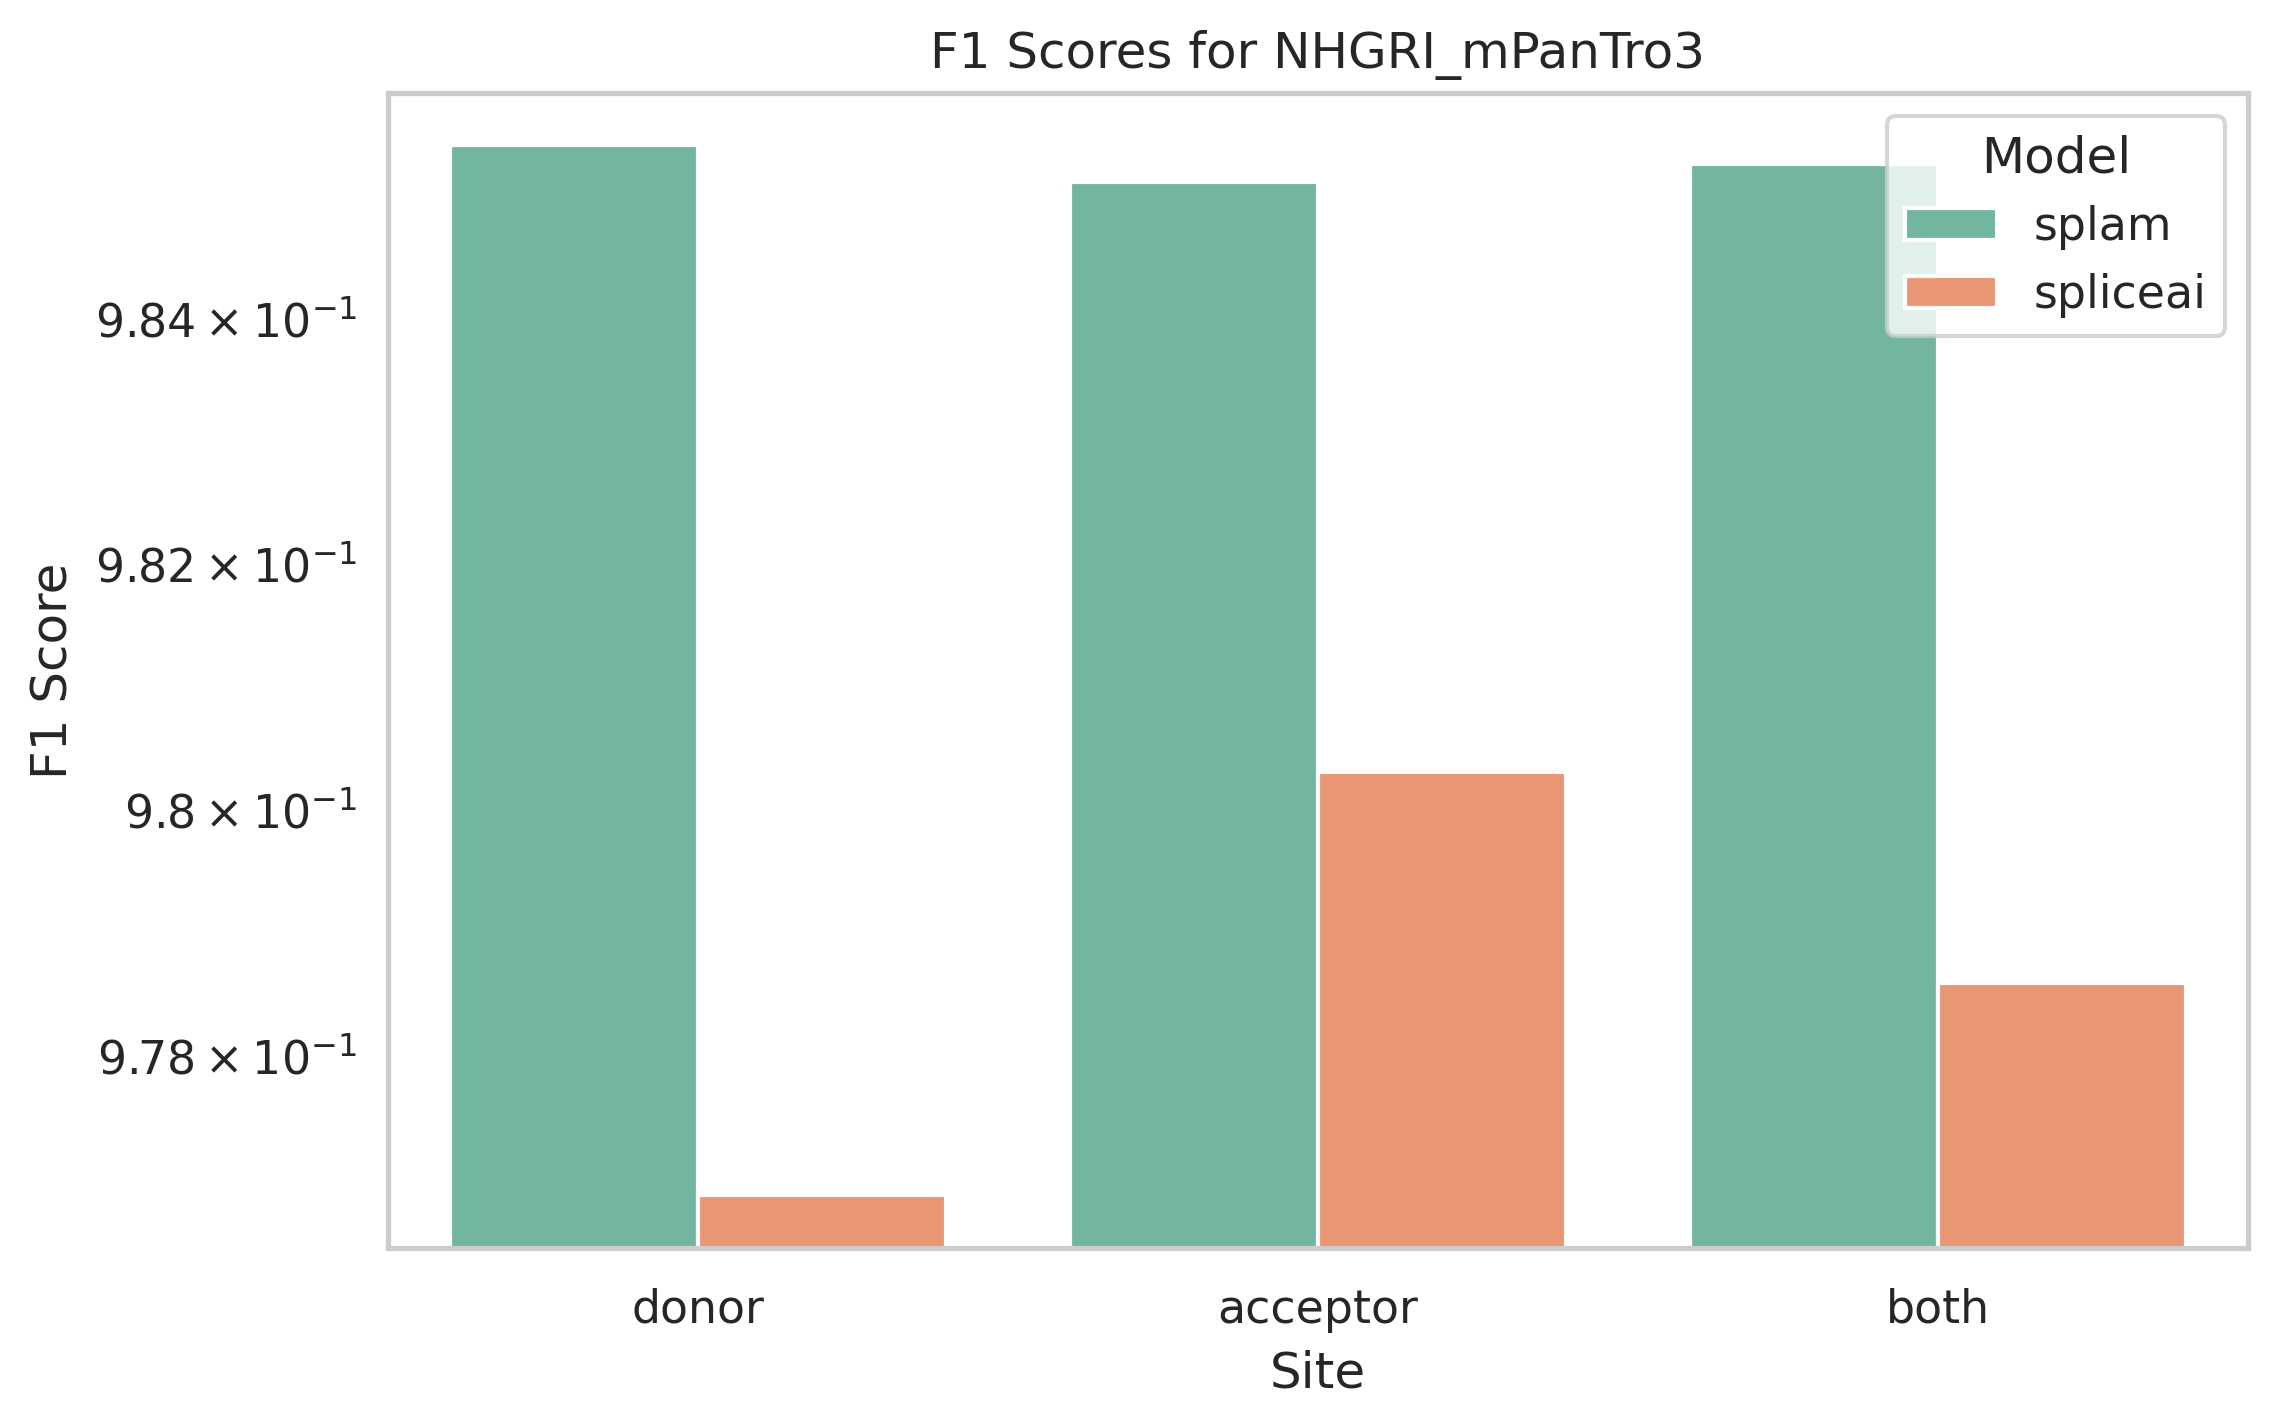 F1 Scores for NHGRI_mPanTro3
Model
splam
spliceai
F1 Score
9.84 × 10⁻¹
9.82 × 10⁻¹
9.8 × 10⁻¹
9.78 × 10⁻¹
donor acceptor both
Site